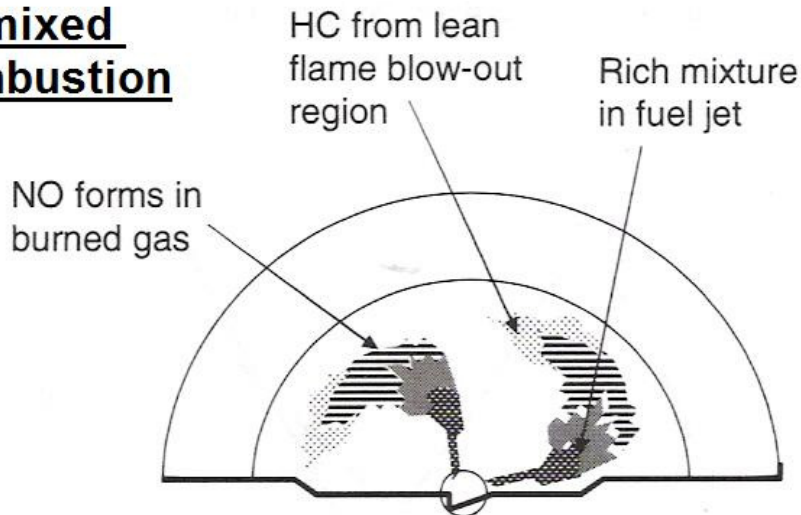 mixed
mbustion
HC from lean
flame blow-out
region
Rich mixture
in fuel jet
NO forms in
burned gas